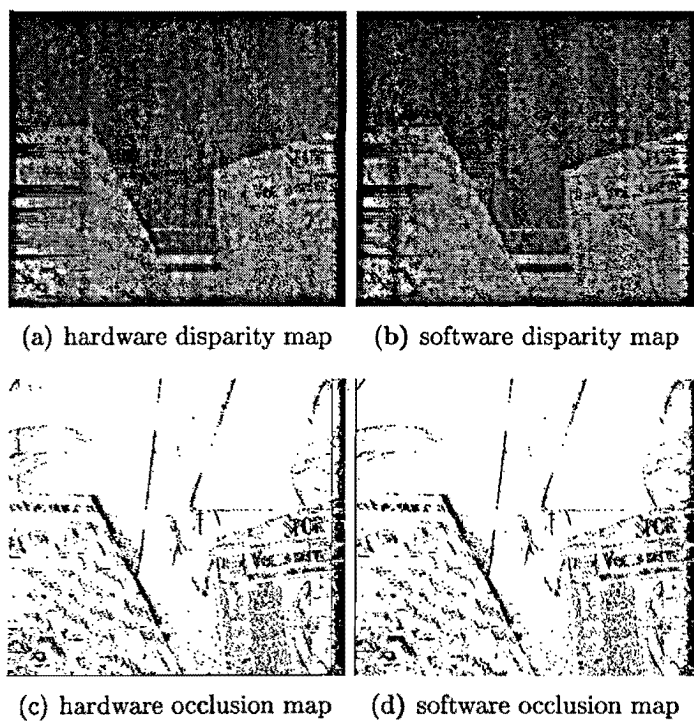 (a) hardware disparity map
(b) software disparity map
(c) hardware occlusion map
(d) software occlusion map